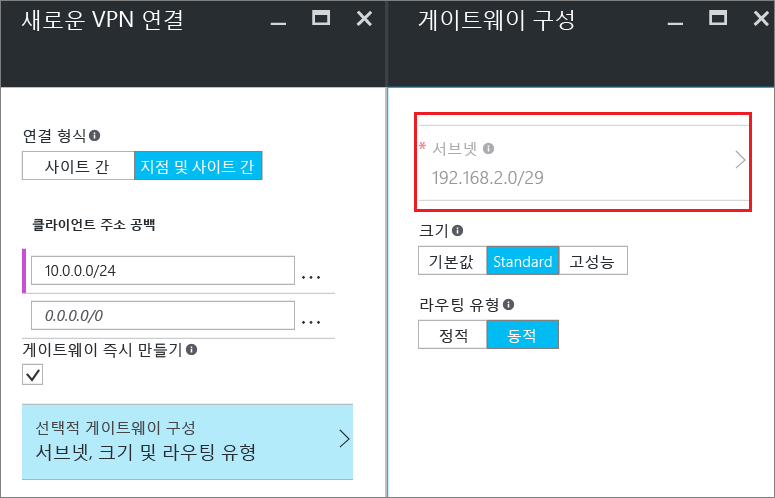 새로운 VPN 연결
연결 형식
사이트 간
지점 및 사이트 간
클라이언트 주소 공백
10.0.0.0/24
...
0.0.0.0/0
...
게이트웨이 즉시 만들기
선택적 게이트웨이 구성
서브넷, 크기 및 라우팅 유형
게이트웨이 구성
* 서브넷
192.168.2.0/29
크기
기본값
Standard
고성능
라우팅 유형
정적
동적